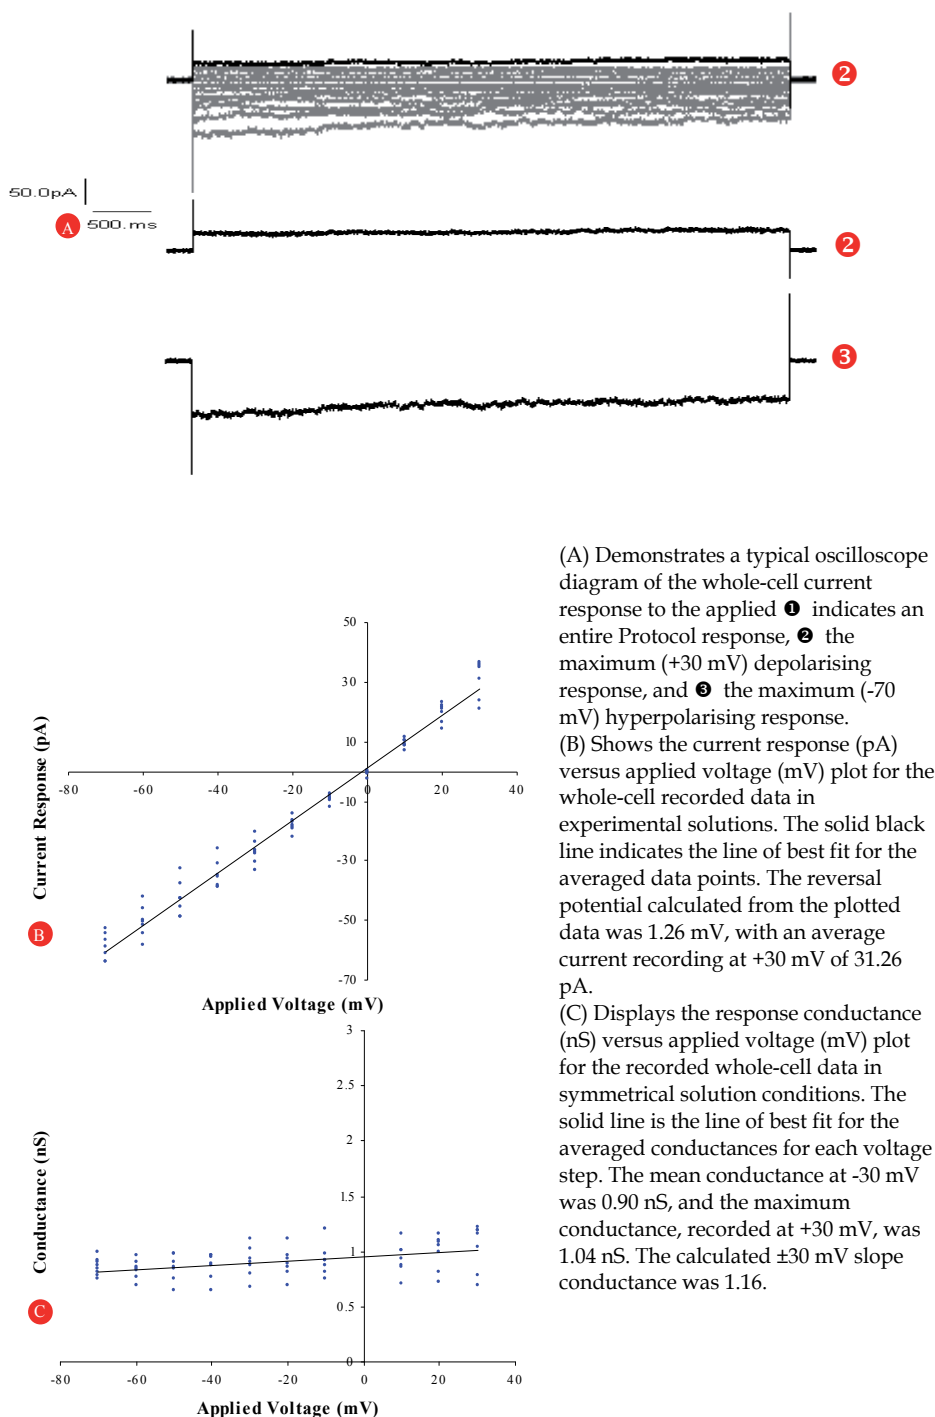 2
50.0pA
A 500.ms
2
3
(A) Demonstrates a typical oscilloscope
diagram of the whole-cell current
response to the applied ❶ indicates an
entire Protocol response, ❷ the
maximum (+30 mV) depolarising
response, and ❸ the maximum (-70
mV) hyperpolarising response.
(B) Shows the current response (pA)
versus applied voltage (mV) plot for the
whole-cell recorded data in
experimental solutions. The solid black
line indicates the line of best fit for the
averaged data points. The reversal
potential calculated from the plotted
data was 1.26 mV, with an average
current recording at +30 mV of 31.26
pA.
(C) Displays the response conductance
(nS) versus applied voltage (mV) plot
for the recorded whole-cell data in
symmetrical solution conditions. The
solid line is the line of best fit for the
averaged conductances for each voltage
step. The mean conductance at -30 mV
was 0.90 nS, and the maximum
conductance, recorded at +30 mV, was
1.04 nS. The calculated ±30 mV slope
conductance was 1.16.
50
30
10
-80 -60 -40 -20 0 20 40
-10
-30
-50
-70
Current Response (pA)
B
Applied Voltage (mV)
3
2.5
2
1.5
1
0.5
0
Conductance (nS)
C
-80 -60 -40 -20 0 20 40
Applied Voltage (mV)